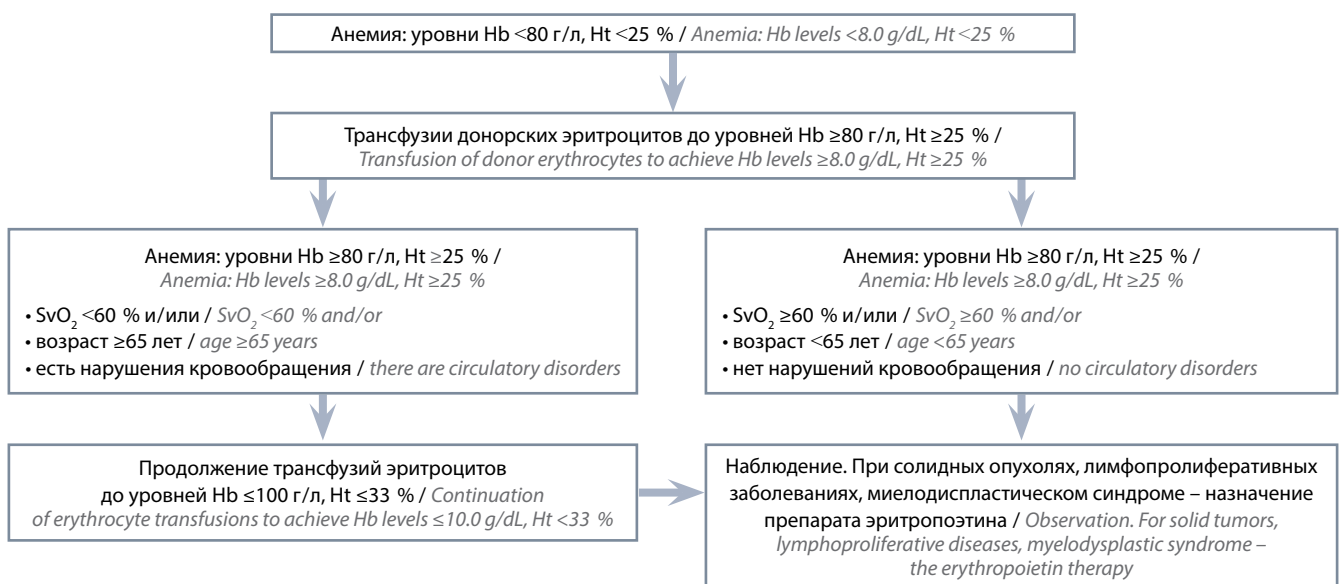 Анемия: уровни Hb <80 г/л, Ht <25 % / Anemia: Hb levels <8.0 g/dL, Ht <25 %
Трансфузии донорских эритроцитов до уровней Hb ≥80 г/л, Ht ≥25 % /
Transfusion of donor erythrocytes to achieve Hb levels ≥8.0 g/dL, Ht ≥25 %
Анемия: уровни Hb ≥80 г/л, Ht ≥25 % /
Anemia: Hb levels ≥8.0 g/dL, Ht ≥25 %
• SvO₂ <60 % и/или / SvO₂ <60 % and/or
• возраст ≥65 лет / age ≥65 years
• есть нарушения кровообращения / there are circulatory disorders
Анемия: уровни Hb ≥80 г/л, Ht ≥25 % /
Anemia: Hb levels ≥8.0 g/dL, Ht ≥25 %
• SvO₂ ≥60 % и/или / SvO₂ ≥60 % and/or
• возраст <65 лет / age <65 years
• нет нарушений кровообращения / no circulatory disorders
Продолжение трансфузий эритроцитов
до уровней Hb ≤100 г/л, Ht ≤33 % / Continuation
of erythrocyte transfusions to achieve Hb levels ≤10.0 g/dL, Ht <33 %
Наблюдение. При солидных опухолях, лимфопролиферативных
заболеваниях, миелодиспластическом синдроме – назначение
препарата эритропоэтина / Observation. For solid tumors,
lymphoproliferative diseases, myelodysplastic syndrome –
the erythropoietin therapy